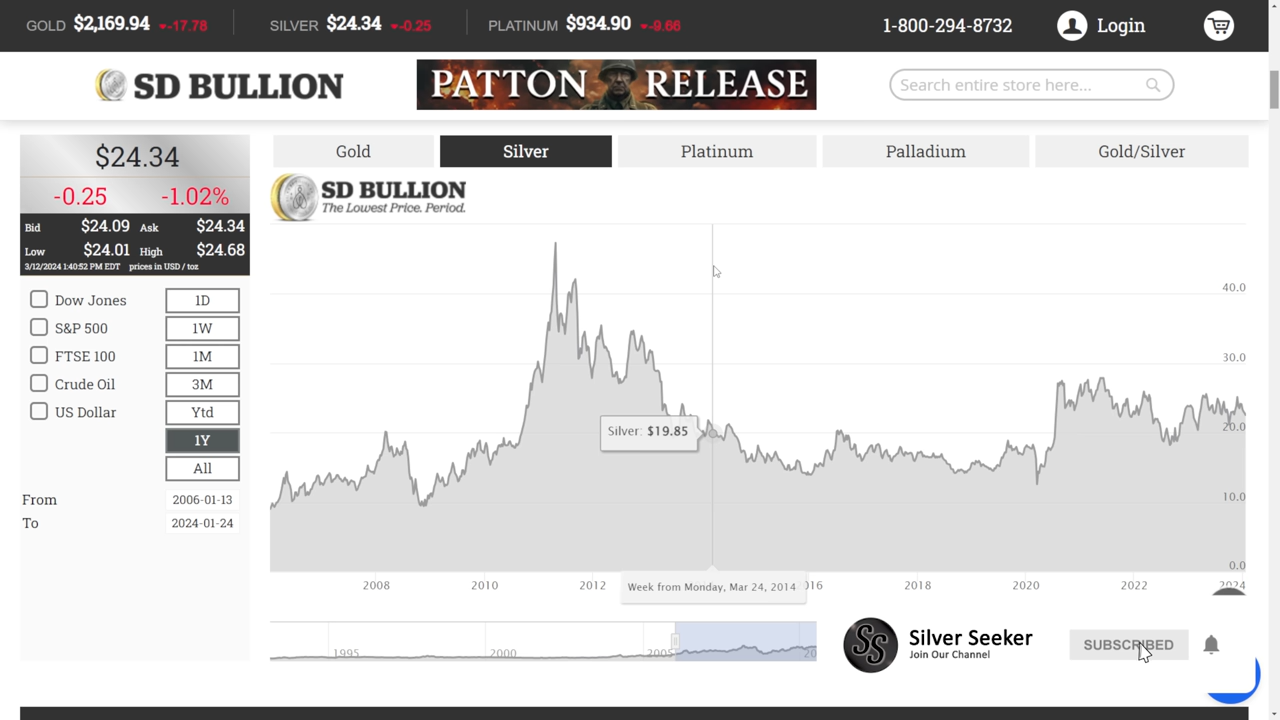 GOLD $2,169.94 -17.78 SILVER $24.34 -0.25 PLATINUM $934.90 -9.66 1-800-294-8732 Login
SD BULLION PATTON RELEASE Search entire store here...
$24.34
-0.25 -1.02%
Bid $24.09 Ask $24.34
Low $24.01 High $24.68
3/12/2024 1:40:52 PM EDT prices in USD / toz
Dow Jones 1D
S&P 500 1W
FTSE 100 1M
Crude Oil 3M
US Dollar Ytd
1Y
All
From 2006-01-13
To 2024-01-24
Gold Silver Platinum Palladium Gold/Silver
SD BULLION
The Lowest Price. Period.
40.0
30.0
20.0
10.0
0.0
Silver: $19.85
2008 2010 2012 16 2018 2020 2022 2024
Week from Monday, Mar 24, 2014
1995 2000 2005 20
SS
Silver Seeker
Join Our Channel
SUBSCRIBED